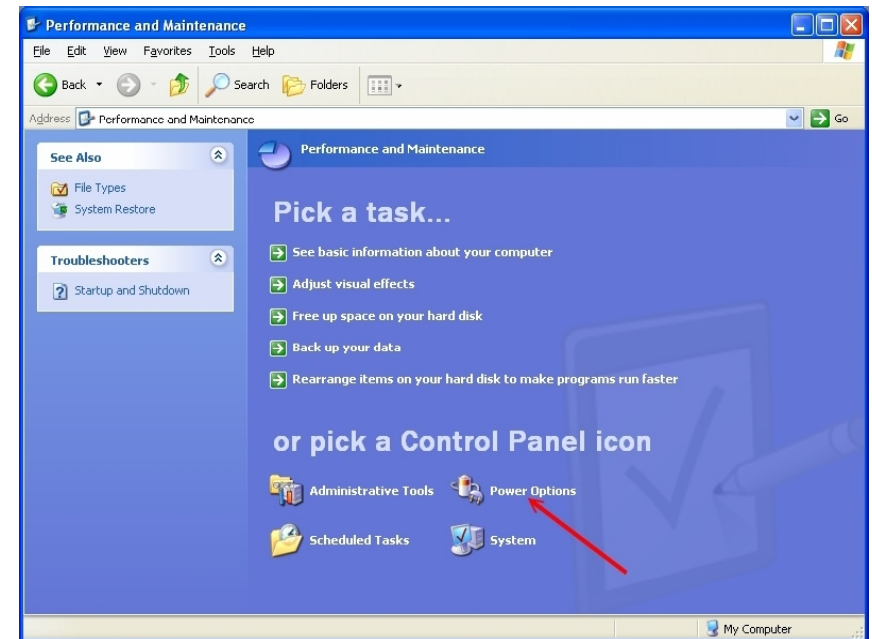 Performance and Maintenance
File Edit View Favorites Tools Help
Back Search Folders
Address Performance and Maintenance Go
See Also
File Types
System Restore
Troubleshooters
Startup and Shutdown
Performance and Maintenance
Pick a task...
See basic information about your computer
Adjust visual effects
Free up space on your hard disk
Back up your data
Rearrange items on your hard disk to make programs run faster
or pick a Control Panel icon
Administrative Tools Power Options
Scheduled Tasks System
My Computer